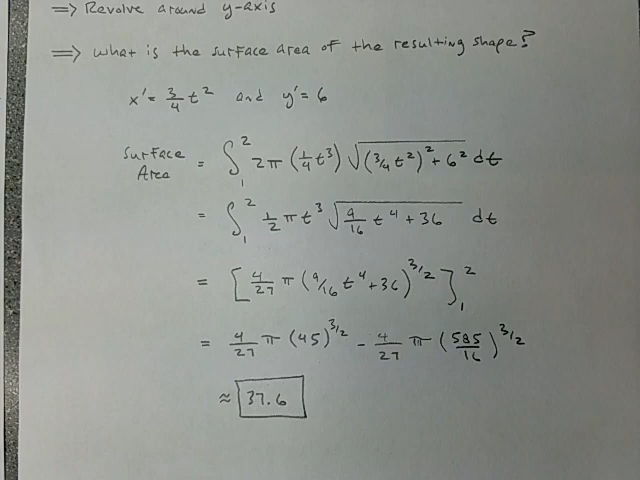 ⇒ Revolve around y-axis
⇒ What is the surface area of the resulting shape?
x' = 3/4 t² and y' = 6
Surface Area = ∫₁² 2π (1/4 t³) √((3/4 t²)² + 6²) dt
= ∫₁² 1/2 π t³ √(9/16 t⁴ + 36) dt
= [4/27 π (9/16 t⁴ + 36)^(3/2)]₁²
= 4/27 π (45)^(3/2) - 4/27 π (585/16)^(3/2)
≈ 37.6